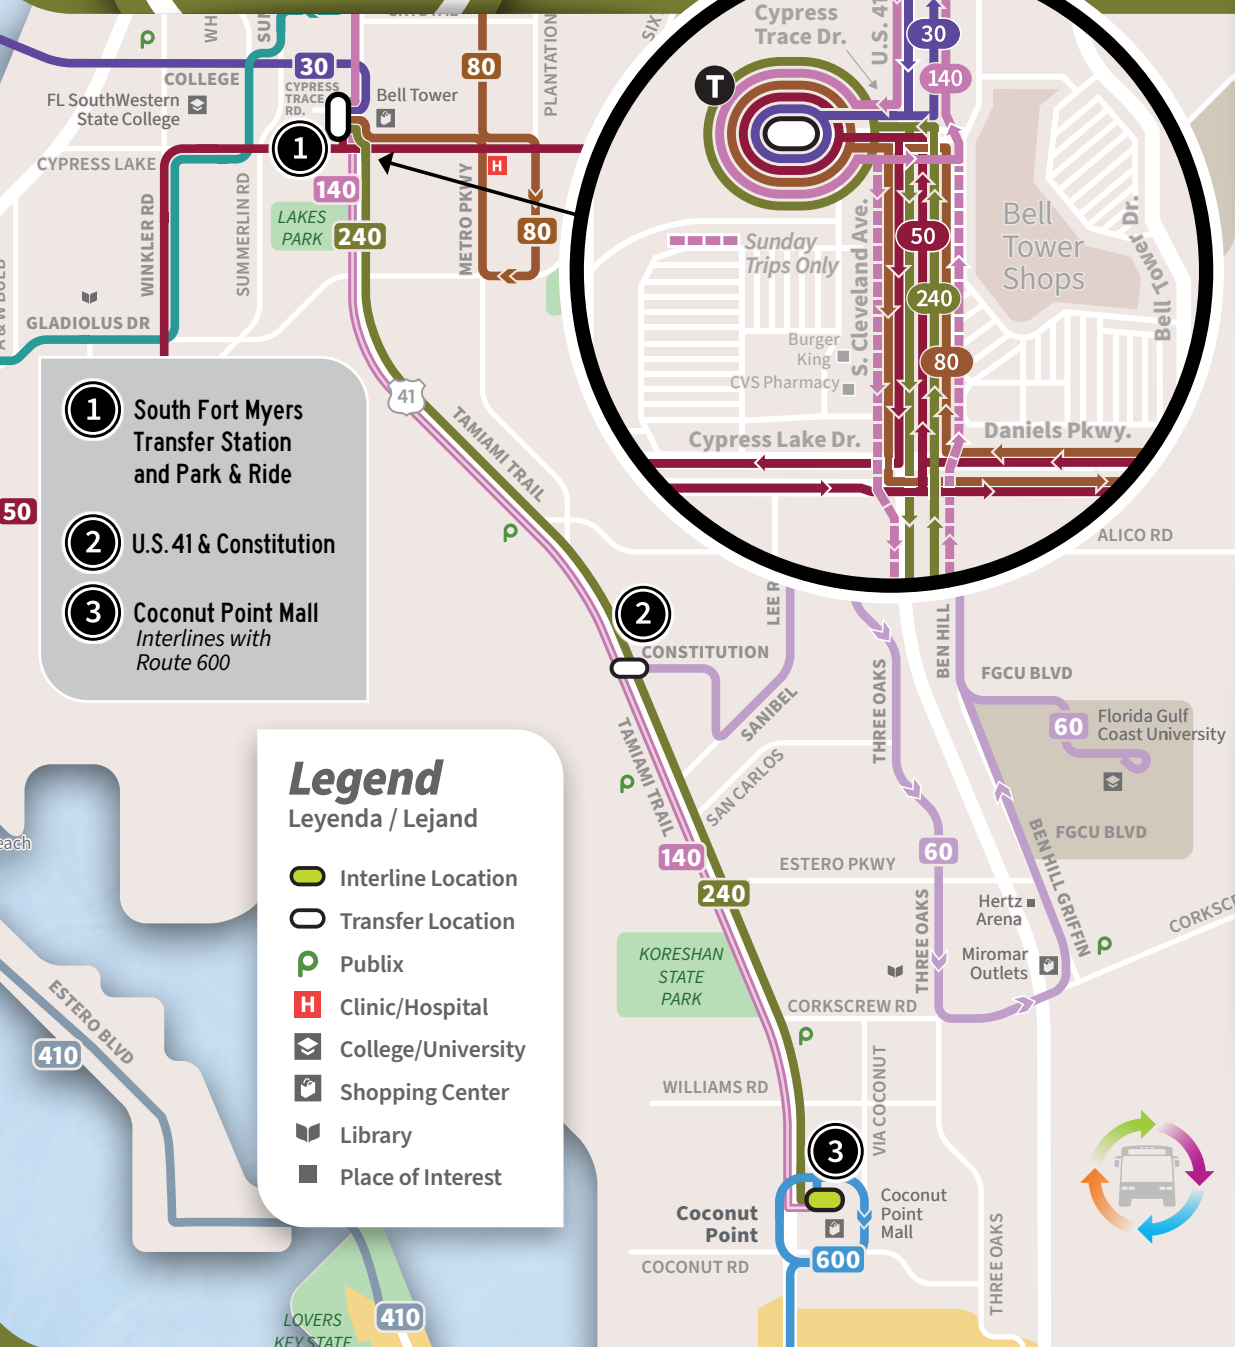 CRYSTAL
PLANTATION
SIX
COLLEGE
30
80
FL SouthWestern
State College
CYPRESS
TRACE
RD.
Bell Tower
1
CYPRESS LAKE
H
140
LAKES
PARK
240
80
WINKLER RD
SUMMERLIN RD
METRO PKWY
GLADIOLUS DR
41
TAMIAMI TRAIL
Cypress
Trace Dr.
U.S. 41
30
140
T
Sunday
Trips Only
S. Cleveland Ave.
50
240
80
Bell
Tower
Shops
Bell Tower Dr.
Burger
King
CVS Pharmacy
Cypress Lake Dr.
Daniels Pkwy.
1
South Fort Myers
Transfer Station
and Park & Ride
2
U.S. 41 & Constitution
3
Coconut Point Mall
Interlines with
Route 600
50
ALICO RD
2
CONSTITUTION
LEE R
SANIBEL
SAN CARLOS
TAMIAMI TRAIL
THREE OAKS
BEN HILL
FGCU BLVD
60
Florida Gulf
Coast University
FGCU BLVD
BEN HILL GRIFFIN
60
140
240
ESTERO PKWY
THREE OAKS
Hertz
Arena
Miromar
Outlets
CORKSCR
KORESHAN
STATE
PARK
CORKSCREW RD
WILLIAMS RD
VIA COCONUT
3
Coconut
Point
Coconut
Point
Mall
600
COCONUT RD
THREE OAKS
Legend
Leyenda / Lejand
Interline Location
Transfer Location
Publix
H
Clinic/Hospital
College/University
Shopping Center
Library
Place of Interest
each
ESTERO BLVD
410
410
LOVERS
KEY STATE